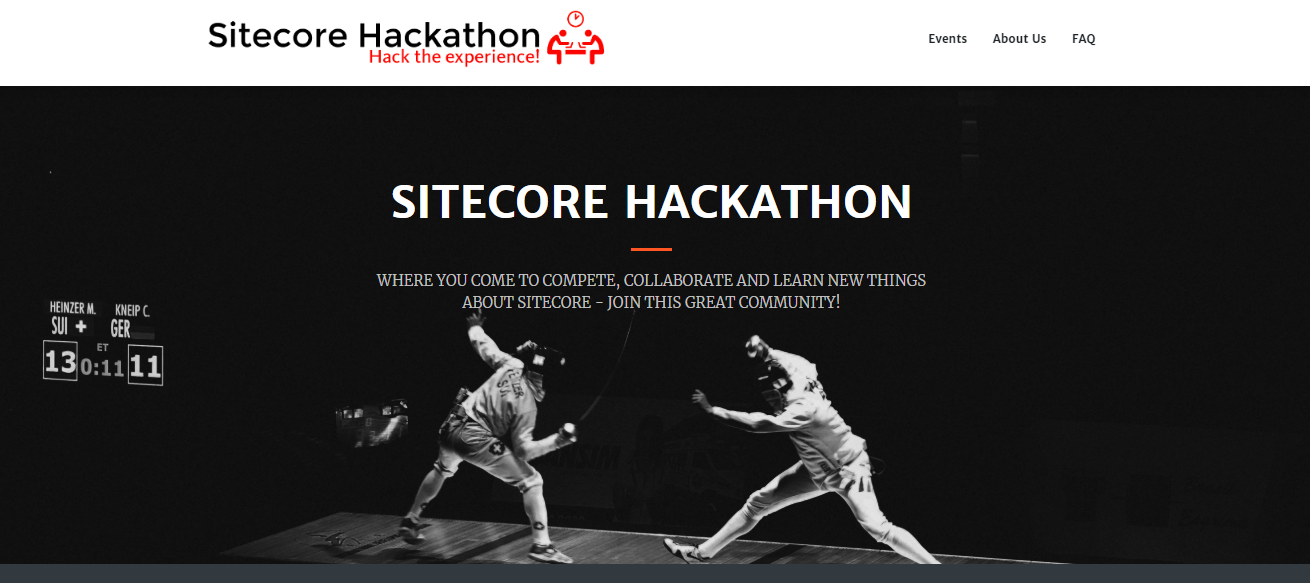 Sitecore Hackathon
Hack the experience!
Events
About Us
FAQ
SITECORE HACKATHON
WHERE YOU COME TO COMPETE, COLLABORATE AND LEARN NEW THINGS
ABOUT SITECORE - JOIN THIS GREAT COMMUNITY!
HEINZER M. KNEIP C.
SUI + GER
ET
13 0:11 11